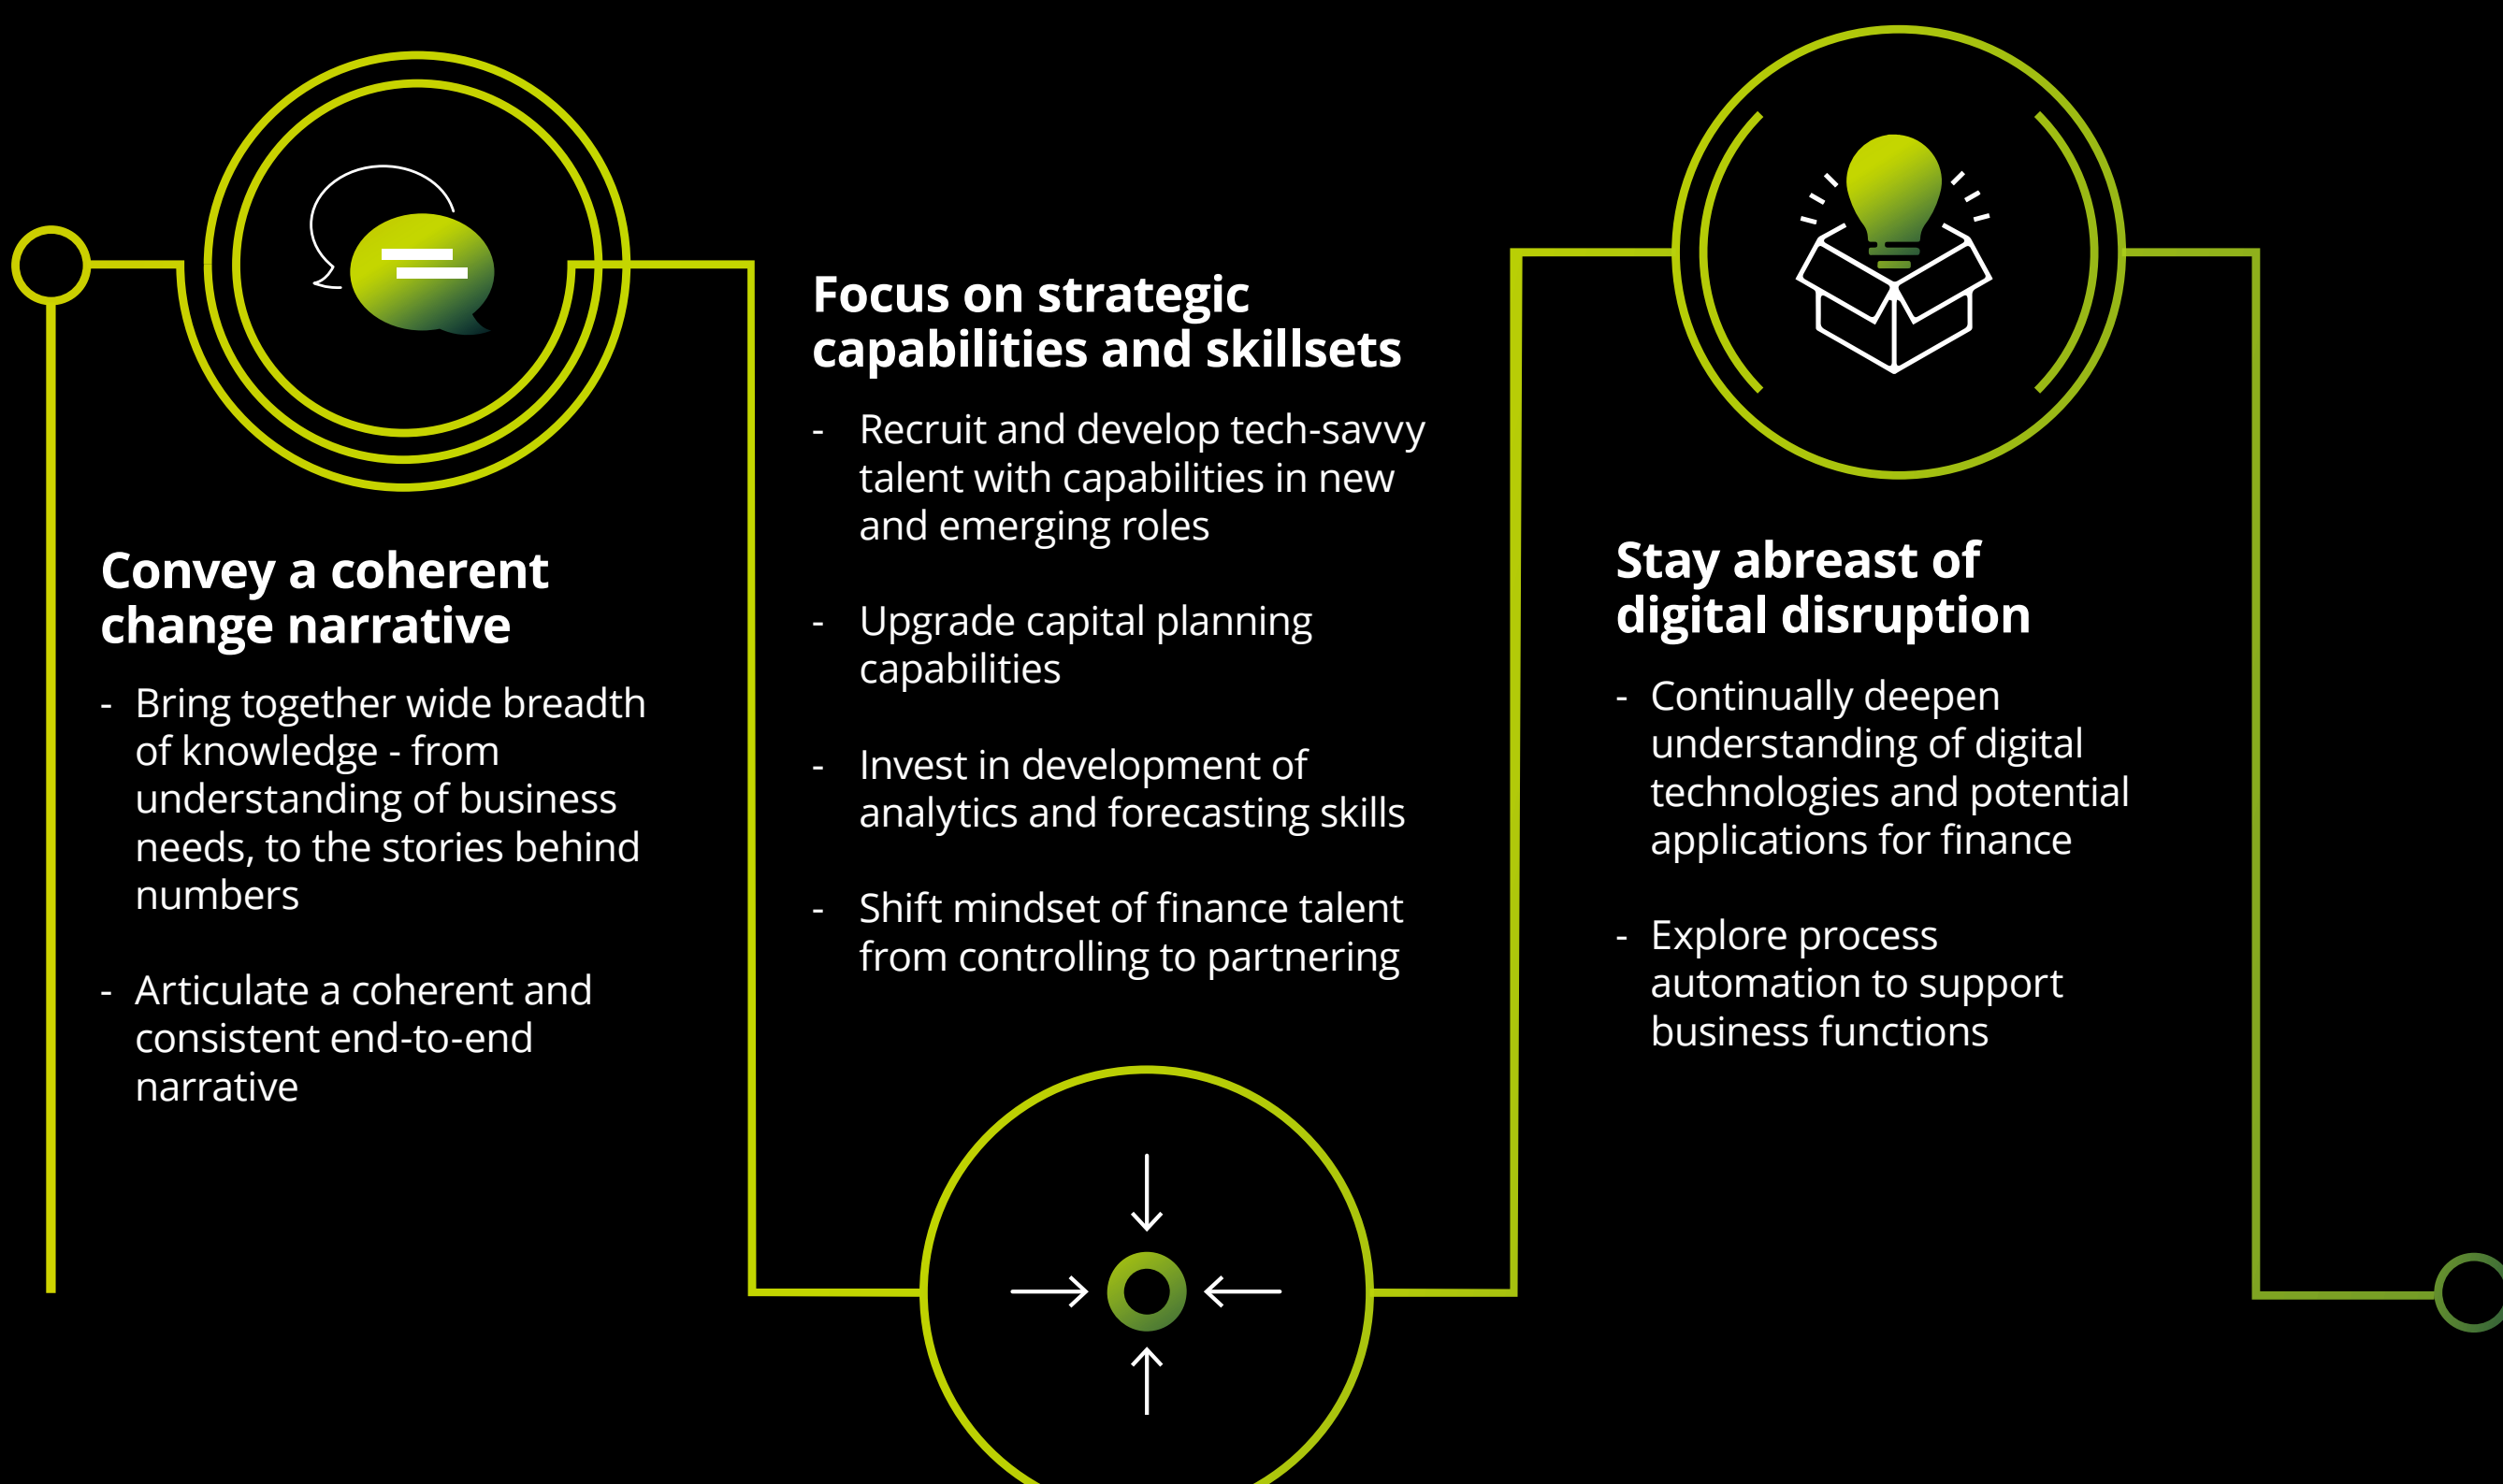 Convey a coherent
change narrative
- Bring together wide breadth
of knowledge - from
understanding of business
needs, to the stories behind
numbers
- Articulate a coherent and
consistent end-to-end
narrative
Focus on strategic
capabilities and skillsets
- Recruit and develop tech-savvy
talent with capabilities in new
and emerging roles
- Upgrade capital planning
capabilities
- Invest in development of
analytics and forecasting skills
- Shift mindset of finance talent
from controlling to partnering
Stay abreast of
digital disruption
- Continually deepen
understanding of digital
technologies and potential
applications for finance
- Explore process
automation to support
business functions